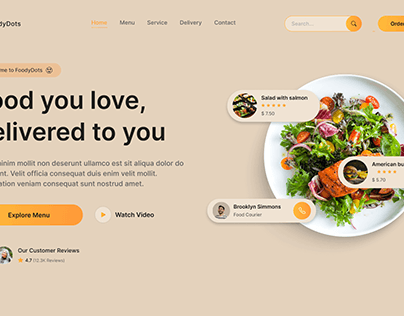 dyDots
Home Menu Service Delivery Contact
Search...
Order
me to FoodyDots
ood you love,
elivered to you
minim mollit non deserunt ullamco est sit aliqua dolor do
t. Velit officia consequat duis enim velit mollit.
tation veniam consequat sunt nostrud amet.
Explore Menu
Watch Video
Our Customer Reviews
4.7 (12.3K Reviews)
Salad with salmon
$ 7.50
American bu
$ 5.70
Brooklyn Simmons
Food Courier